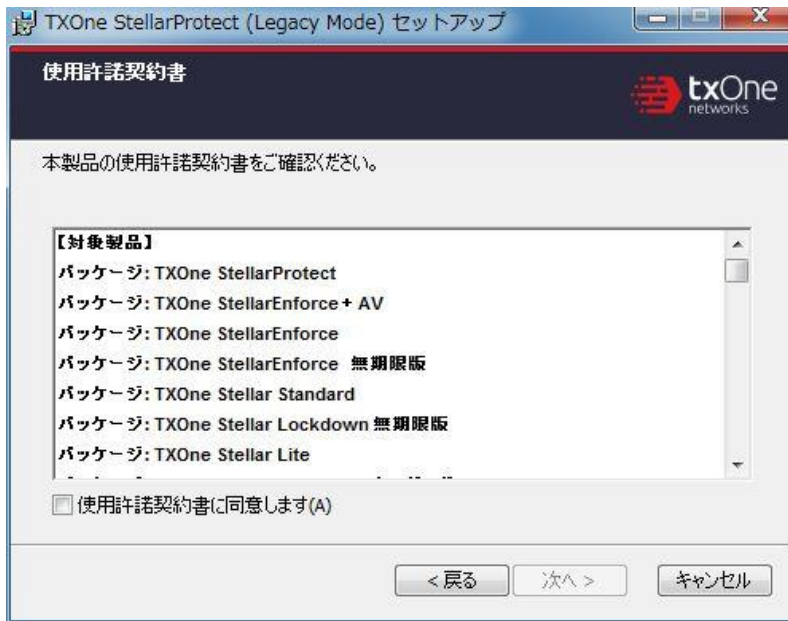 TXOne StellarProtect (Legacy Mode) セットアップ
使用許諾契約書
txOne
networks
本製品の使用許諾契約書をご確認ください。
【対象製品】
パッケージ: TXOne StellarProtect
パッケージ: TXOne StellarEnforce + AV
パッケージ: TXOne StellarEnforce
パッケージ: TXOne StellarEnforce 無期限版
パッケージ: TXOne Stellar Standard
パッケージ: TXOne Stellar Lockdown 無期限版
パッケージ: TXOne Stellar Lite
使用許諾契約書に同意します(A)
< 戻る
次へ >
キャンセル